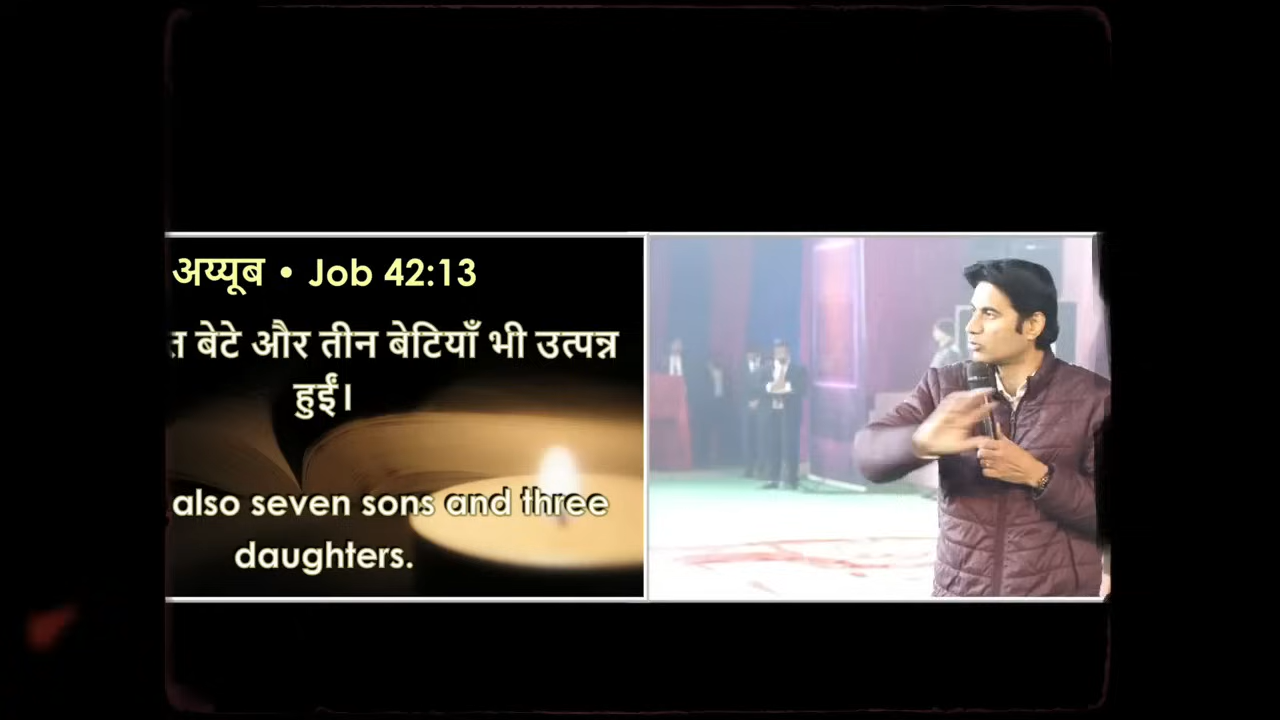 अय्यूब • Job 42:13
बेटे और तीन बेटियाँ भी उत्पन्न
हुईं।
also seven sons and three
daughters.